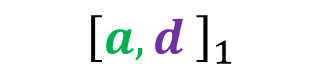 [a, d ]₁